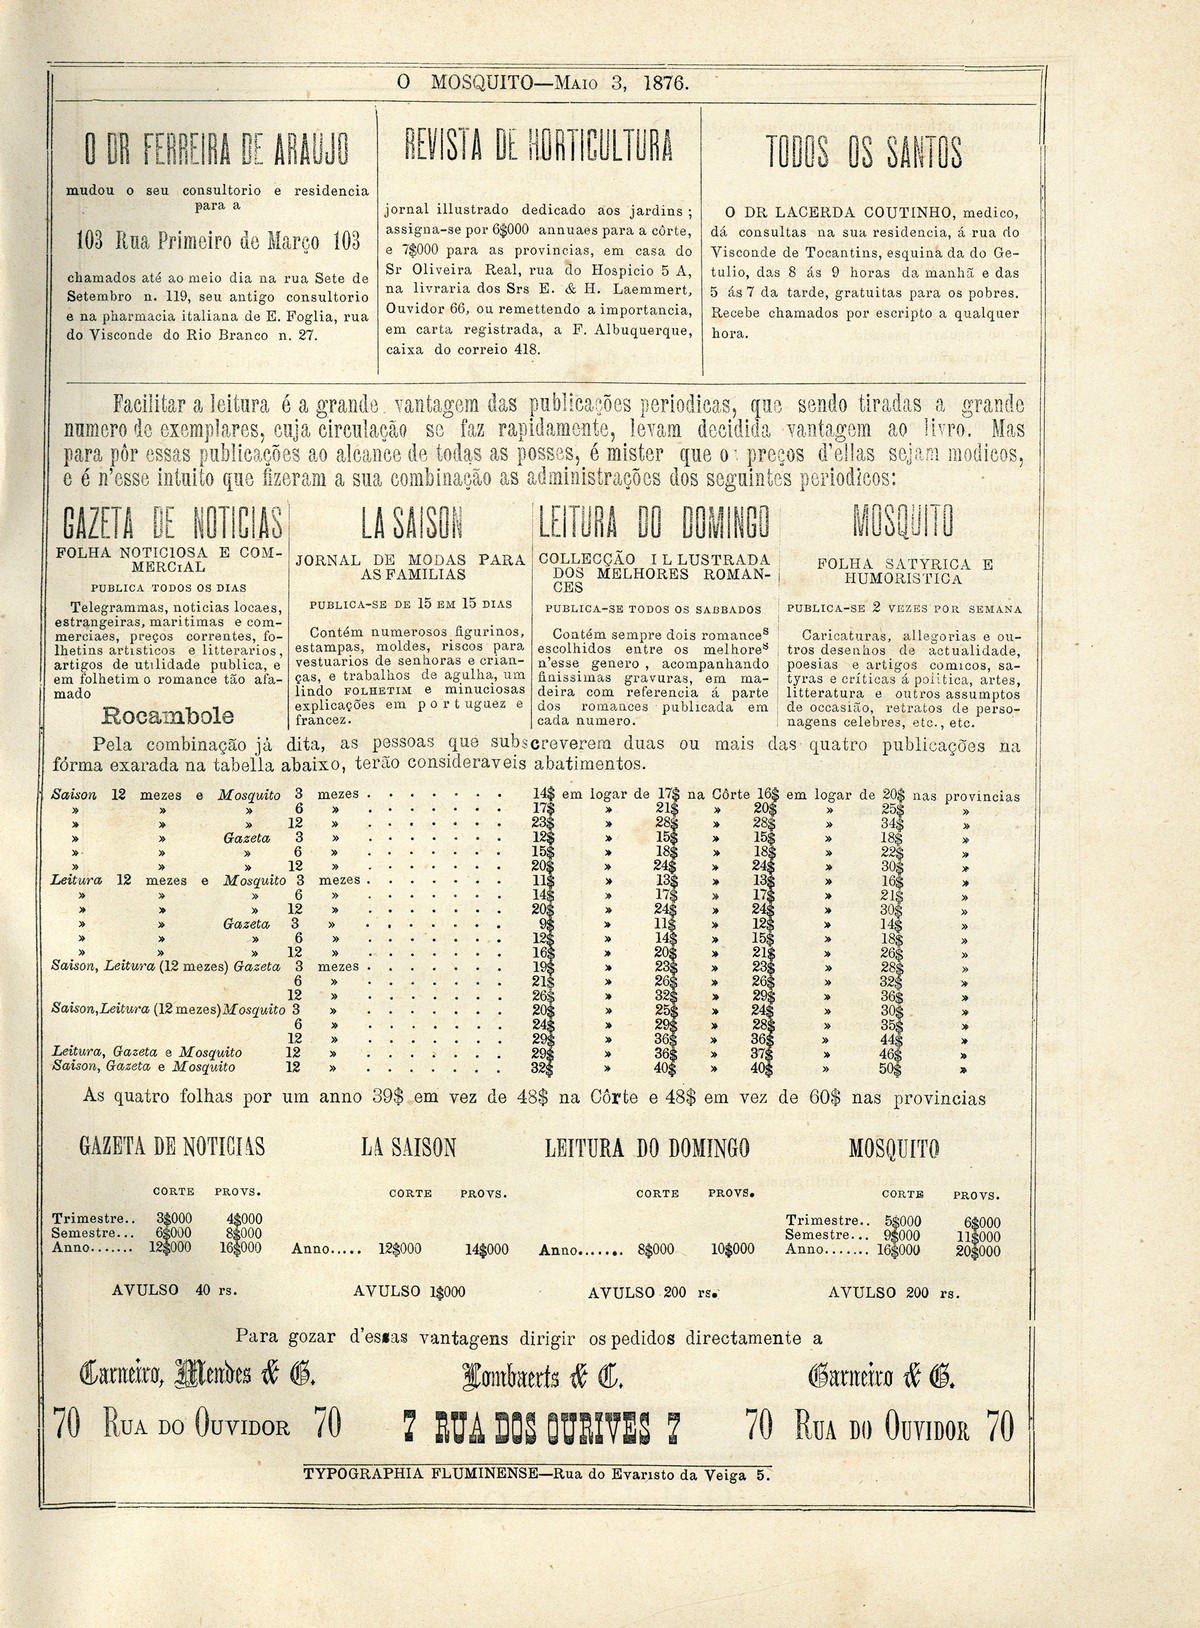 O MOSQUITO—Maio 3, 1876.
O DR FERREIRA DE ARAUJO
mudou o seu consultorio e residencia
para a
103 Rua Primeiro de Março 103
chamados até ao meio dia na rua Sete de
Setembro n. 119, seu antigo consultorio
e na pharmacia italiana de E. Foglia, rua
do Visconde do Rio Branco n. 27.
REVISTA DE HORTICULTURA
jornal illustrado dedicado aos jardins ;
assigna-se por 6$000 annuaes para a côrte,
e 7$000 para as provincias, em casa do
Sr Oliveira Real, rua do Hospicio 5 A,
na livraria dos Srs E. & H. Laemmert,
Ouvidor 66, ou remettendo a importancia,
em carta registrada, a F. Albuquerque,
caixa do correio 418.
TODOS OS SANTOS
O DR LACERDA COUTINHO, medico,
dá consultas na sua residencia, á rua do
Visconde de Tocantins, esquina da do Ge-
tulio, das 8 ás 9 horas da manhã e das
5 ás 7 da tarde, gratuitas para os pobres.
Recebe chamados por escripto a qualquer
hora.
Facilitar a leitura é a grande vantagem das publicações periodicas, que sendo tiradas a grande
numero de exemplares, cuja circulação se faz rapidamente, levam decidida vantagem ao livro. Mas
para pôr essas publicações ao alcance de todas as posses, é mister que o preços d'ellas sejam modicos,
e é n'esse intuito que fizeram a sua combinação as administrações dos seguintes periodicos:
GAZETA DE NOTICIAS
FOLHA NOTICIOSA E COM-
MERCIAL
PUBLICA TODOS OS DIAS
Telegrammas, noticias locaes,
estrangeiras, maritimas e com-
merciaes, preços correntes, fo-
lhetins artisticos e litterarios,
artigos de utilidade publica, e
em folhetim o romance tão afa-
mado
Rocambole
LA SAISON
JORNAL DE MODAS PARA
AS FAMILIAS
PUBLICA-SE DE 15 EM 15 DIAS
Contém numerosos figurinos,
estampas, moldes, riscos para
vestuarios de senhoras e crian-
ças, e trabalhos de agulha, um
lindo FOLHETIM e minuciosas
explicações em portuguez e
francez.
LEITURA DO DOMINGO
COLLECÇÃO ILLUSTRADA
DOS MELHORES ROMAN-
CES
PUBLICA-SE TODOS OS SABBADOS
Contém sempre dois romances
escolhidos entre os melhores
n'esse genero , acompanhando
finissimas gravuras, em ma-
deira com referencia á parte
dos romances publicada em
cada numero.
MOSQUITO
FOLHA SATYRICA E
HUMORISTICA
PUBLICA-SE 2 VEZES POR SEMANA
Caricaturas, allegorias e ou-
tros desenhos de actualidade,
poesias e artigos comicos, sa-
tyras e críticas á politica, artes,
litteratura e outros assumptos
de occasião, retratos de perso-
nagens celebres, etc., etc.
Pela combinação já dita, as pessoas que subscreverem duas ou mais das quatro publicações na
fórma exarada na tabella abaixo, terão consideraveis abatimentos.
Saison 12 mezes e Mosquito 3 mezes . . . . . . . 14$ em logar de 17$ na Côrte 16$ em logar de 20$ nas provincias
» » » 6 » . . . . . . . 17$ » 21$ » 20$ » 25$ »
» » » 12 » . . . . . . . 23$ » 28$ » 28$ » 34$ »
» » Gazeta 3 » . . . . . . . 12$ » 15$ » 15$ » 18$ »
» » » 6 » . . . . . . . 15$ » 18$ » 18$ » 22$ »
» » » 12 » . . . . . . . 20$ » 24$ » 24$ » 30$ »
Leitura 12 mezes e Mosquito 3 mezes . . . . . . . 11$ » 13$ » 13$ » 16$ »
» » » 6 » . . . . . . . 14$ » 17$ » 17$ » 21$ »
» » » 12 » . . . . . . . 20$ » 24$ » 24$ » 30$ »
» » Gazeta 3 » . . . . . . . 9$ » 11$ » 12$ » 14$ »
» » » 6 » . . . . . . . 12$ » 14$ » 15$ » 18$ »
» » » 12 » . . . . . . . 16$ » 20$ » 21$ » 26$ »
Saison, Leitura (12 mezes) Gazeta 3 mezes . . . . . . . 19$ » 23$ » 23$ » 28$ »
6 » . . . . . . . 21$ » 26$ » 26$ » 32$ »
12 » . . . . . . . 26$ » 32$ » 29$ » 36$ »
Saison, Leitura (12 mezes) Mosquito 3 » . . . . . . . 20$ » 25$ » 24$ » 30$ »
6 » . . . . . . . 24$ » 29$ » 28$ » 35$ »
12 » . . . . . . . 29$ » 36$ » 36$ » 44$ »
Leitura, Gazeta e Mosquito 12 » . . . . . . . 29$ » 36$ » 37$ » 46$ »
Saison, Gazeta e Mosquito 12 » . . . . . . . 32$ » 40$ » 40$ » 50$ »
As quatro folhas por um anno 39$ em vez de 48$ na Côrte e 48$ em vez de 60$ nas provincias
GAZETA DE NOTICIAS
CORTE PROVS.
Trimestre.. 3$000 4$000
Semestre... 6$000 8$000
Anno....... 12$000 16$000
AVULSO 40 rs.
LA SAISON
CORTE PROVS.
Anno..... 12$000 14$000
AVULSO 1$000
LEITURA DO DOMINGO
CORTE PROVS.
Anno....... 8$000 10$000
AVULSO 200 rs.
MOSQUITO
CORTE PROVS.
Trimestre.. 5$000 6$000
Semestre... 9$000 11$000
Anno....... 16$000 20$000
AVULSO 200 rs.
Para gozar d'essas vantagens dirigir os pedidos directamente a
Carneiro, Mendes & G.
70 Rua do Ouvidor 70
Lombaerts & C.
7 RUA DOS OURIVES 7
Garneiro & G.
70 Rua do Ouvidor 70
TYPOGRAPHIA FLUMINENSE—Rua do Evaristo da Veiga 5.